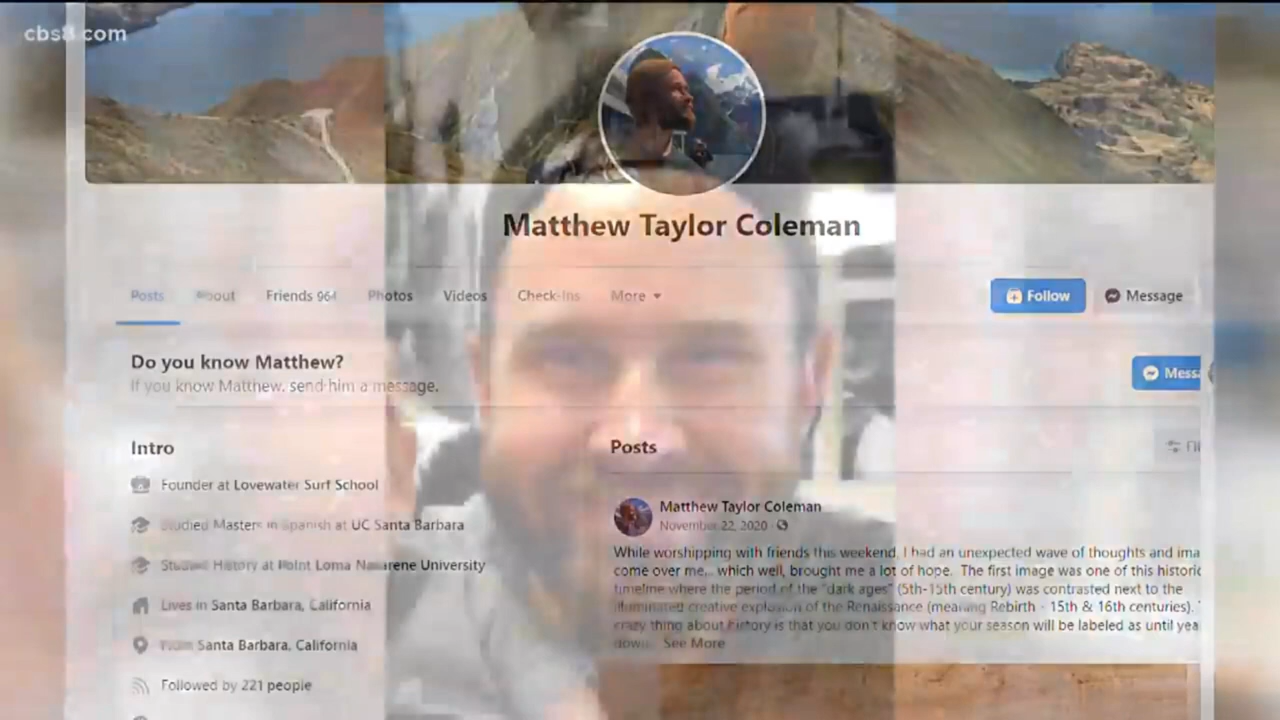 cbs8.com
Matthew Taylor Coleman
Posts About Friends 964 Photos Videos Check-Ins More Follow Message
Do you know Matthew?
If you know Matthew, send him a message. Messa
Intro
Posts
Founder at Lovewater Surf School
Studied Masters in Spanish at UC Santa Barbara
Studied History at Point Loma Nazarene University
Lives in Santa Barbara, California
From Santa Barbara, California
Followed by 221 people
Matthew Taylor Coleman
November 22, 2020
While worshipping with friends this weekend, I had an unexpected wave of thoughts and ima
come over me... which well, brought me a lot of hope. The first image was one of this historic
timeline where the period of the "dark ages" (5th-15th century) was contrasted next to the
illuminated creative explosion of the Renaissance (meaning Rebirth - 15th & 16th centuries).
crazy thing about history is that you don't know what your season will be labeled as until yea
down... See More